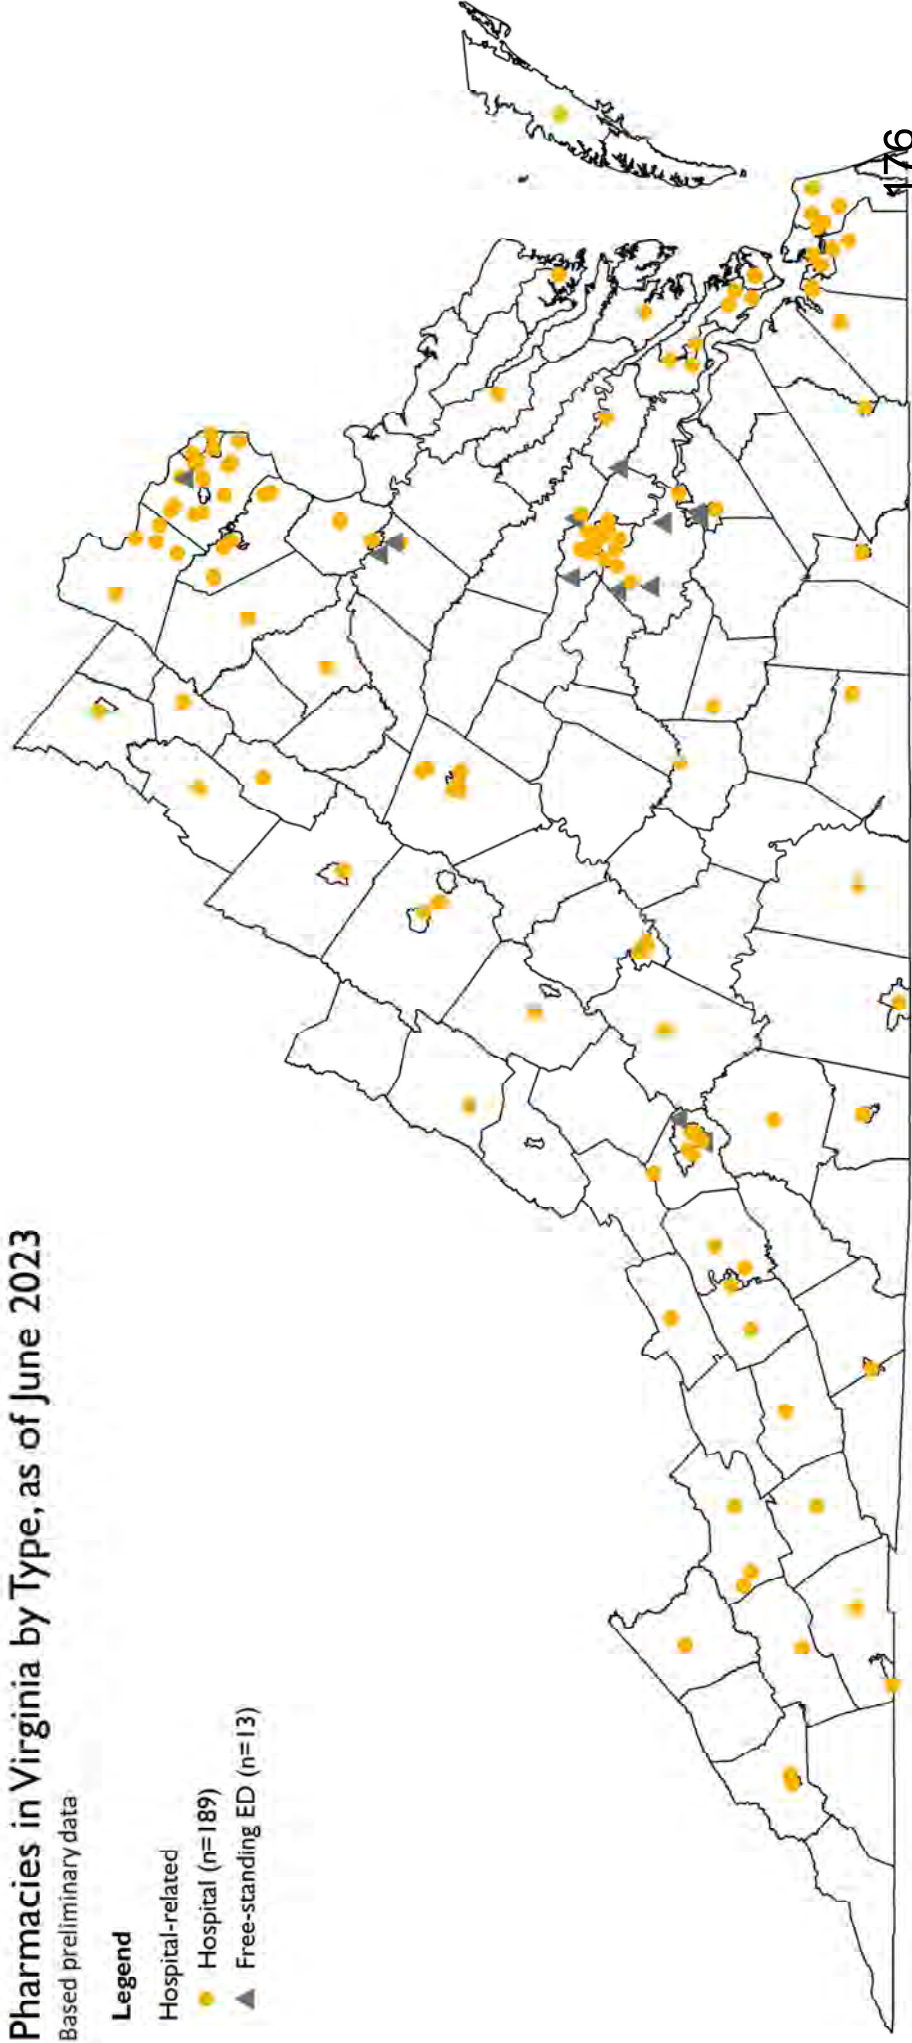 Pharmacies in Virginia by Type, as of June 2023
Based preliminary data
Legend
Hospital-related
Hospital (n=189)
Free-standing ED (n=13)
176